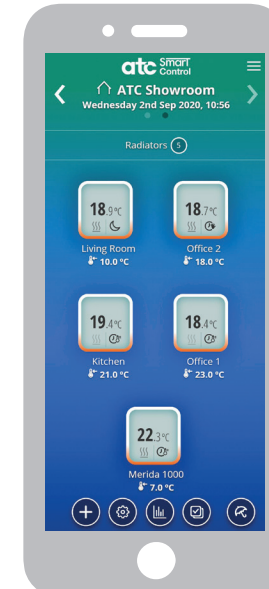 atc Smart Control
ATC Showroom
Wednesday 2nd Sep 2020, 10:56
Radiators 5
18.9°C 18.7°C
Living Room Office 2
10.0 °C 18.0 °C
19.4°C 18.4°C
Kitchen Office 1
21.0 °C 23.0 °C
22.3°C
Merida 1000
7.0 °C